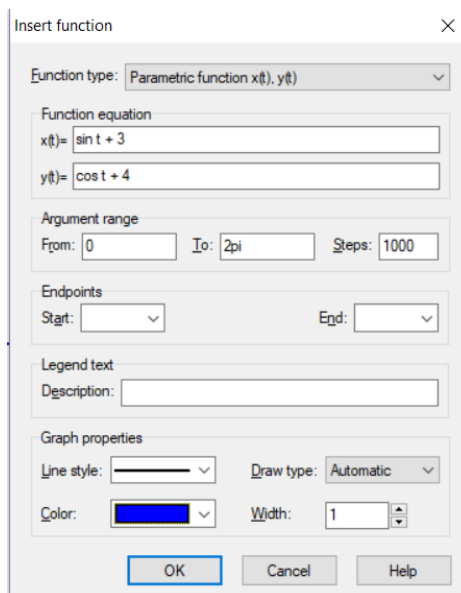 Insert function
Function type: Parametric function x(t), y(t)
Function equation
x(t)= sin t + 3
y(t)= cos t + 4
Argument range
From: 0 To: 2pi Steps: 1000
Endpoints
Start: End:
Legend text
Description:
Graph properties
Line style: Draw type: Automatic
Color: Width: 1
OK Cancel Help